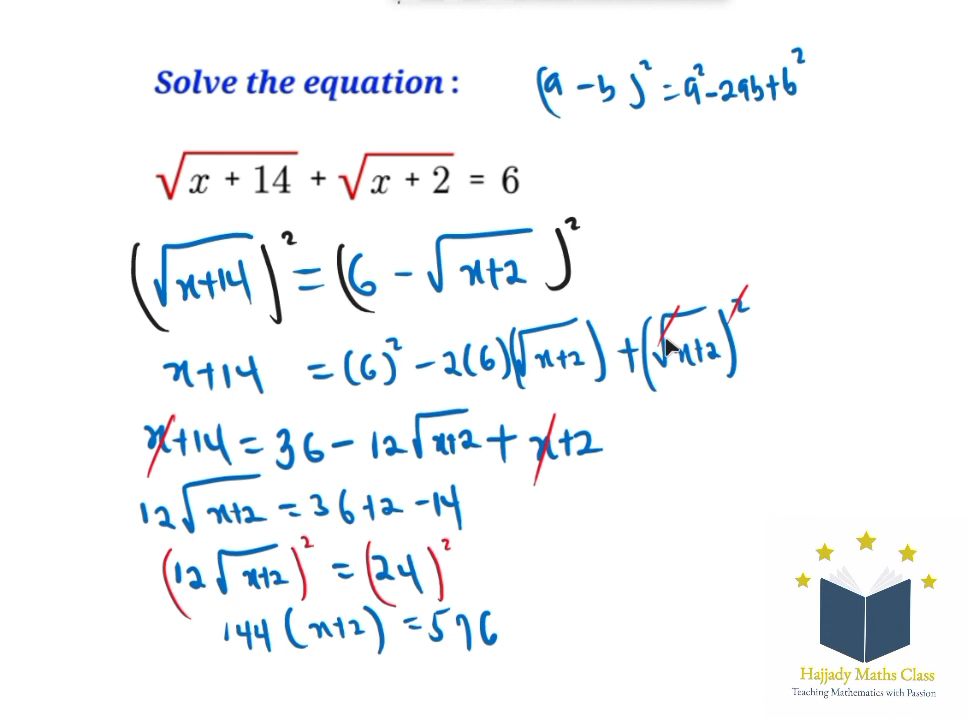 Solve the equation :
(a - b)² = a² - 2ab + b²
√(x + 14) + √(x + 2) = 6
(√(x+14))² = (6 - √(x+2))²
x+14 = (6)² - 2(6)(√(x+2)) + (√(x+2))²
x+14 = 36 - 12√(x+2) + x+2
12√(x+2) = 36+2-14
(12√(x+2))² = (24)²
144(x+2) = 576
Hajjady Maths Class
Teaching Mathematics with Passion